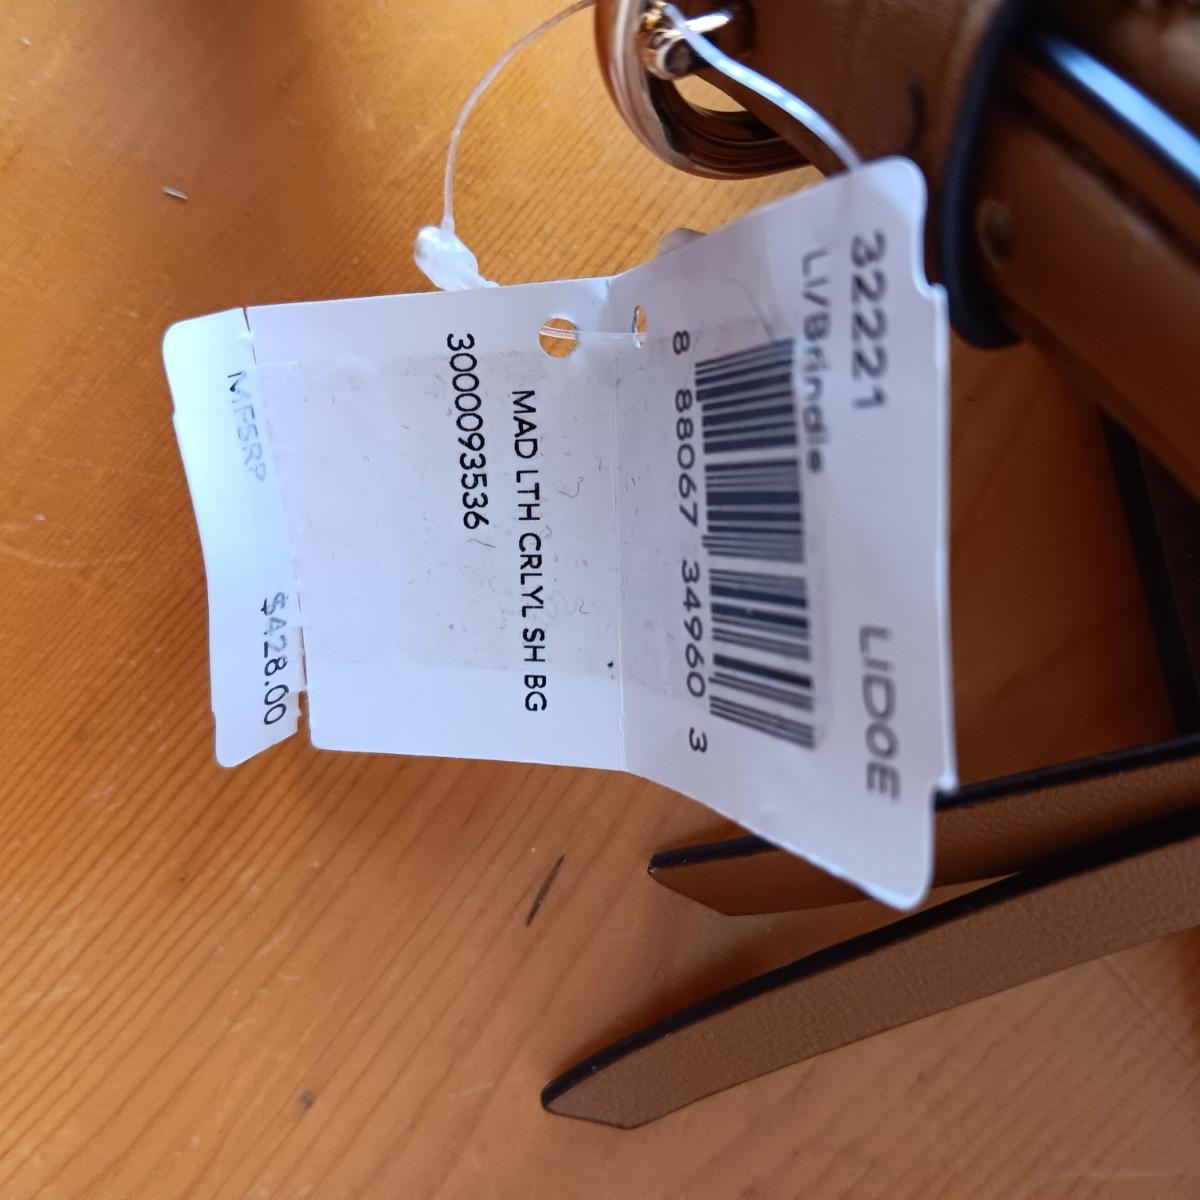 32221 LIDOE
LI/Brindle
8 88067 34960 3
MAD LTH CRLYL SH BG
3000093536 /
MFSRP $428.00